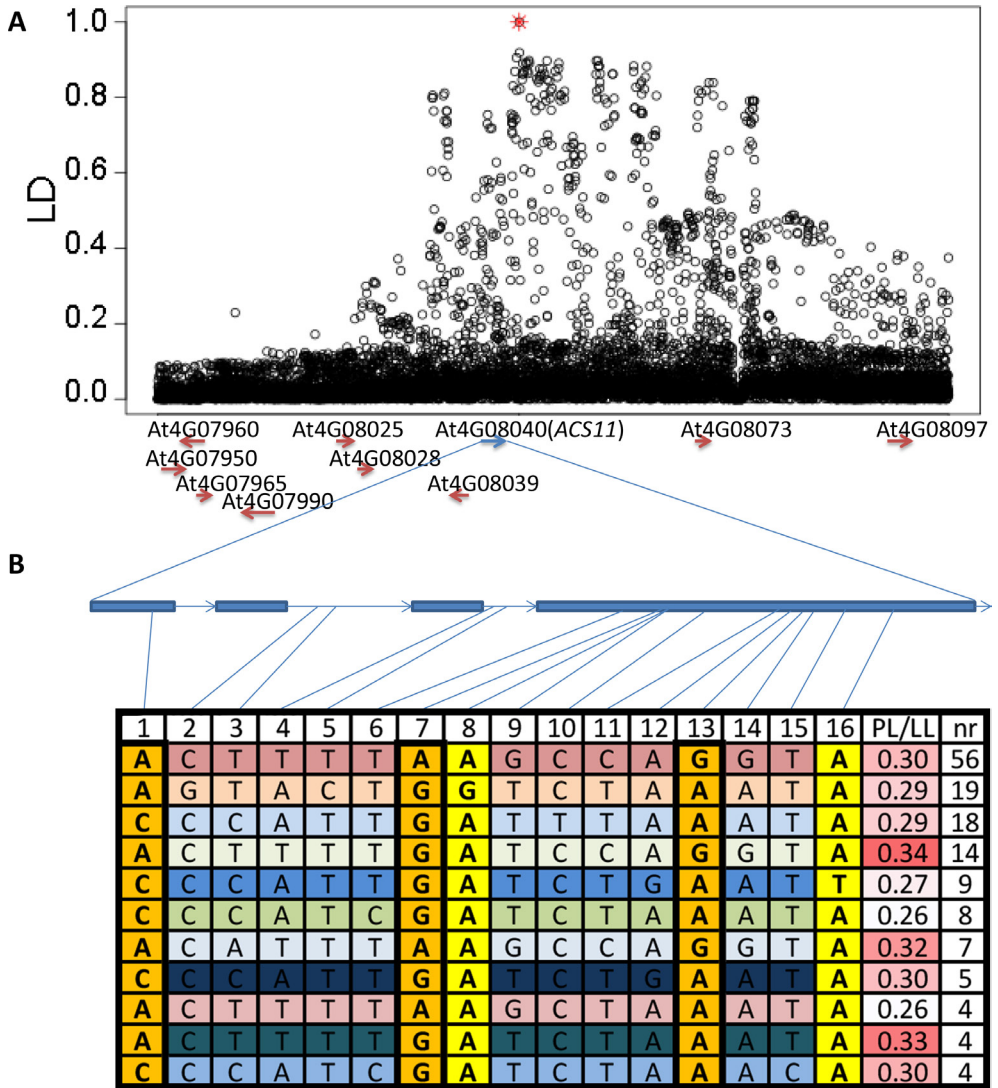 A
1.0
0.8
0.6
0.4
0.2
0.0
LD
At4G07960 At4G08025 At4G08040(ACS11) At4G08073 At4G08097
At4G07950 At4G08028
At4G07965 At4G08039
At4G07990
B
1 2 3 4 5 6 7 8 9 10 11 12 13 14 15 16 PL/LL nr
A C T T T T A A G C C A G G T A 0.30 56
A G T A C T G G T C T A A A T A 0.29 19
C C C A T T G A T T T A A A T A 0.29 18
A C T T T T G A T C C A G G T A 0.34 14
C C C A T T G A T C T G A A T T 0.27 9
C C C A T C G A T C T A A A T A 0.26 8
A C A T T T A A G C C A G G T A 0.32 7
C C C A T T G A T C T G A A T A 0.30 5
A C T T T T A A G C T A A A T A 0.26 4
A C T T T T G A T C T A A A T A 0.33 4
C C C A T C G A T C T A A A C A 0.30 4